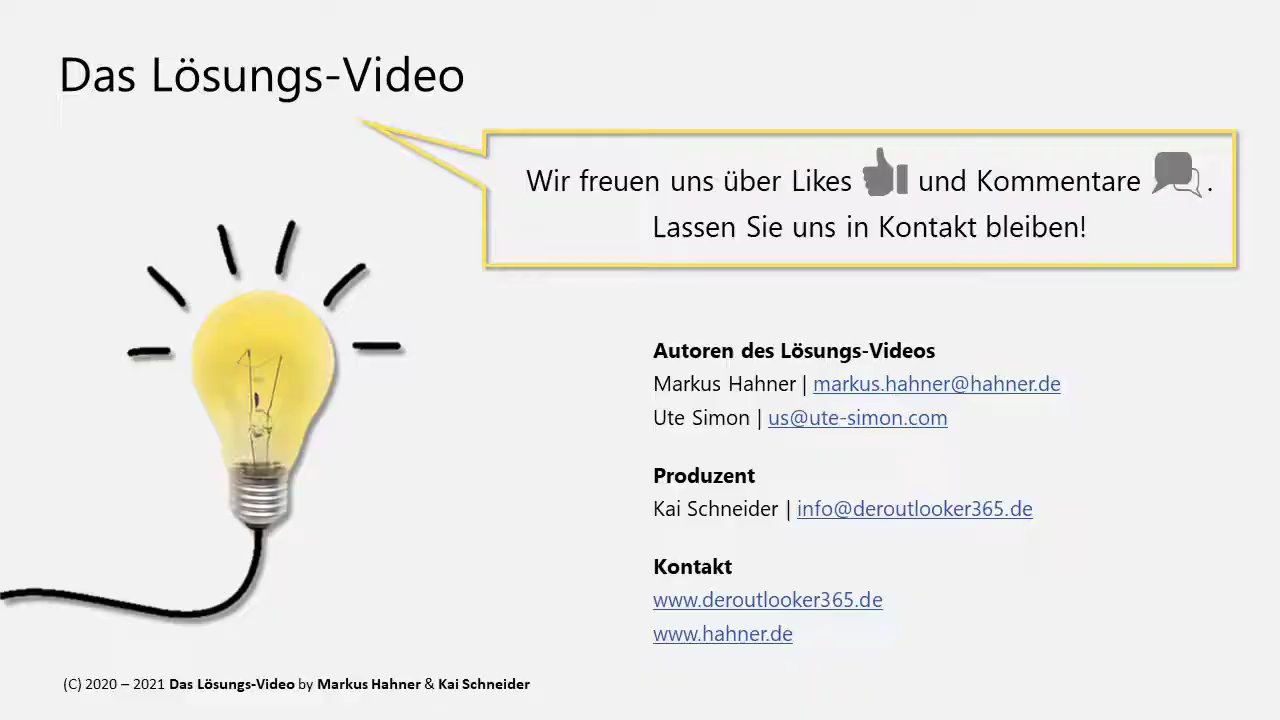 Das Lösungs-Video
Wir freuen uns über Likes und Kommentare .
Lassen Sie uns in Kontakt bleiben!
Autoren des Lösungs-Videos
Markus Hahner | markus.hahner@hahner.de
Ute Simon | us@ute-simon.com
Produzent
Kai Schneider | info@deroutlooker365.de
Kontakt
www.deroutlooker365.de
www.hahner.de
(C) 2020 – 2021 Das Lösungs-Video by Markus Hahner & Kai Schneider